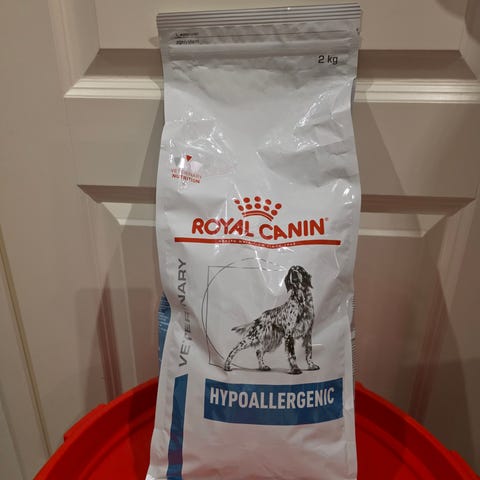 2 kg
VETERINARY
NUTRITION
ROYAL CANIN
VETERINARY
HYPOALLERGENIC